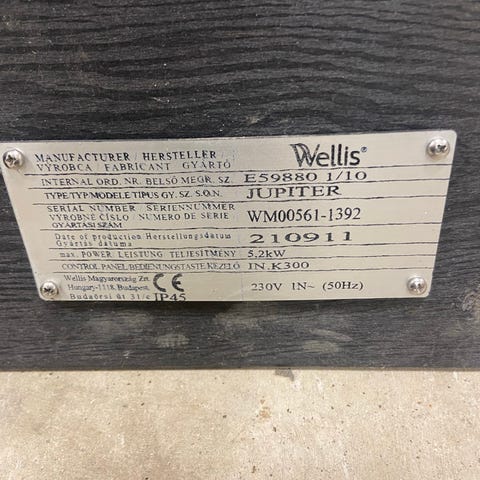 MANUFACTURER / HERSTELLER / Wellis®
VÝROBCA / FABRICANT GYÁRTÓ
INTERNAL ORD. NR. BELSŐ MEGR. SZ. E59880 1/10
TYPE TYP/MODELE TIPUS GY. SZ. S.O.N. JUPITER
SERIAL NUMBER SERIENNUMMER
VÝROBNÉ ČÍSLO / NUMERO DE SERIE / WM00561-1392
GYÁRTÁSI SZÁM
Date of production Herstellungsdatum
Gyártás dátuma 210911
max. POWER LEISTUNG TELJESITMÉNY 5.2kW
CONTROL PANEL/BEDIENUNGSTASTE KEZELŐ IN.K300
Wellis Magyarország Zrt.
Hungary-1118, Budapest, CE 230V 1N~ (50Hz)
Budaörsi út 31/c IP45